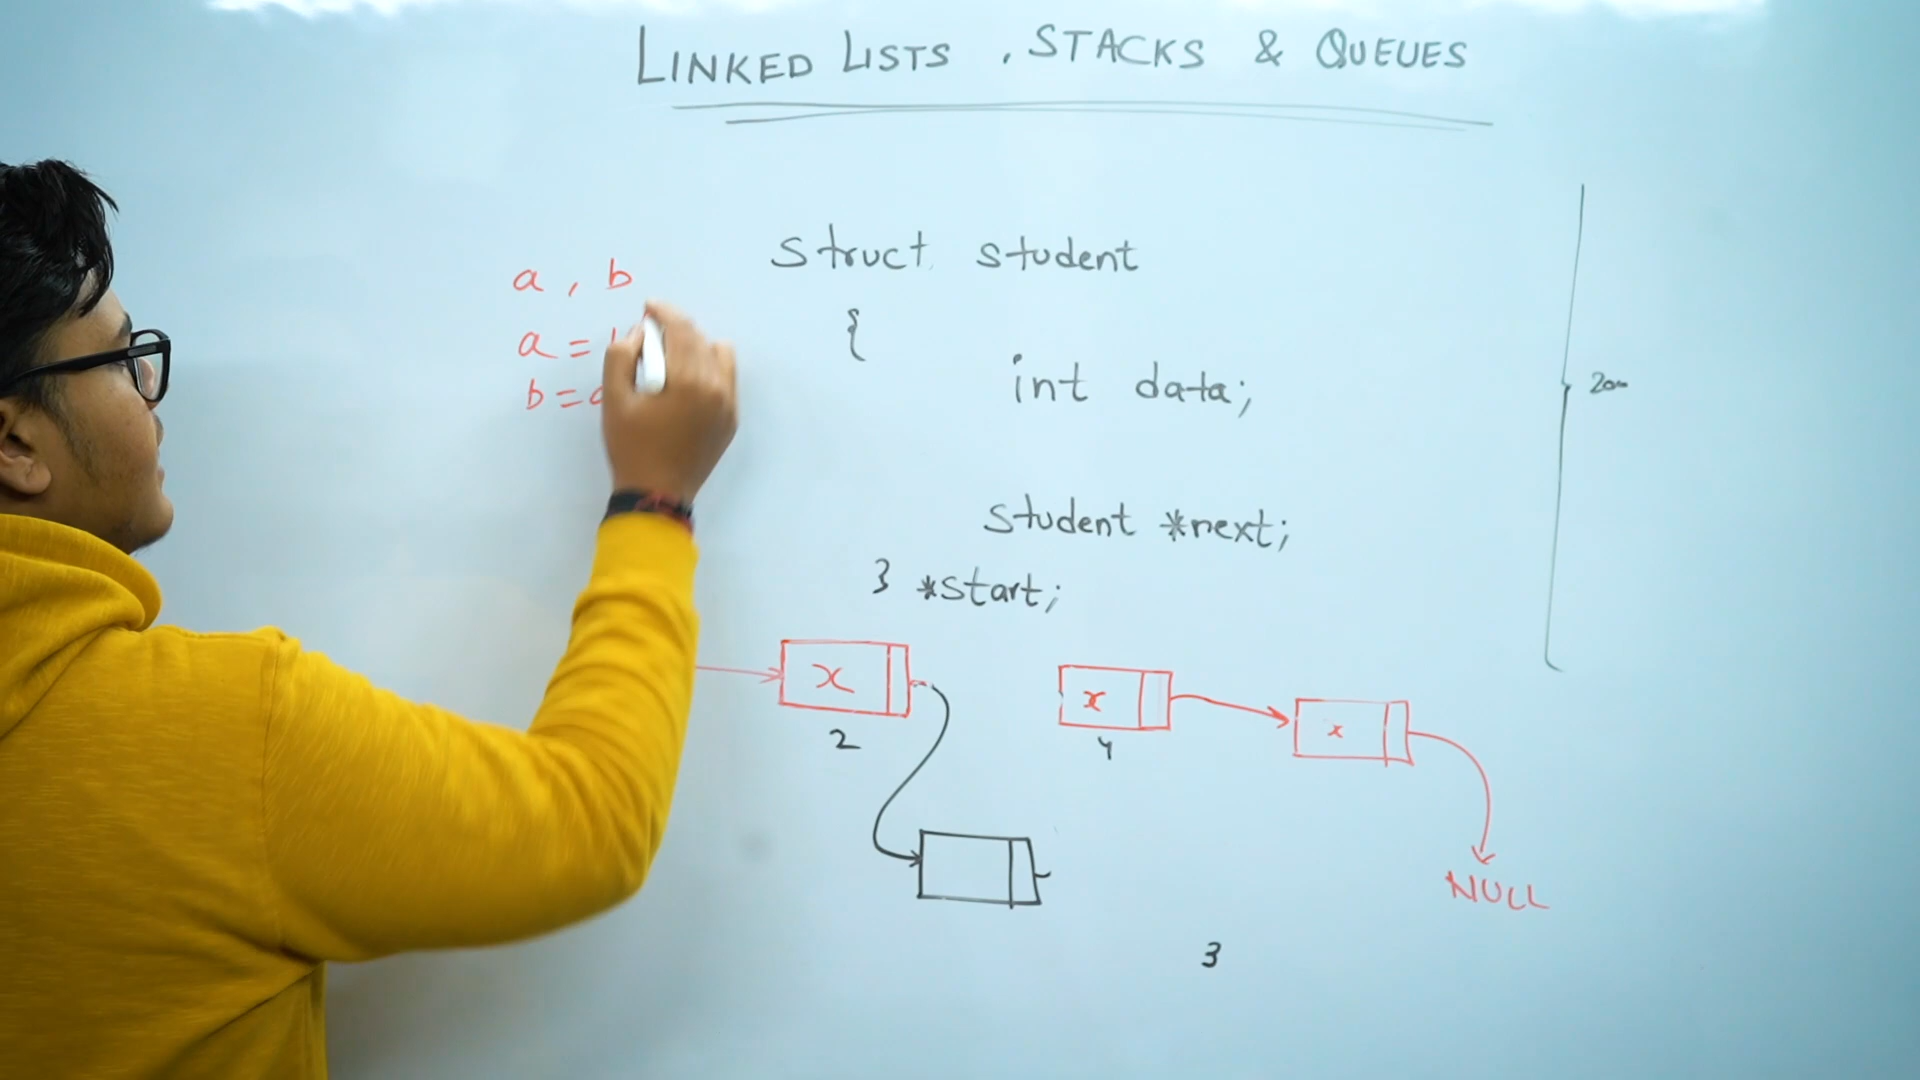 LINKED LISTS , STACKS & QUEUES
a , b
a =
b =
struct student
{
int data;
student *next;
} *start;
x
2
x
4
x
NULL
3